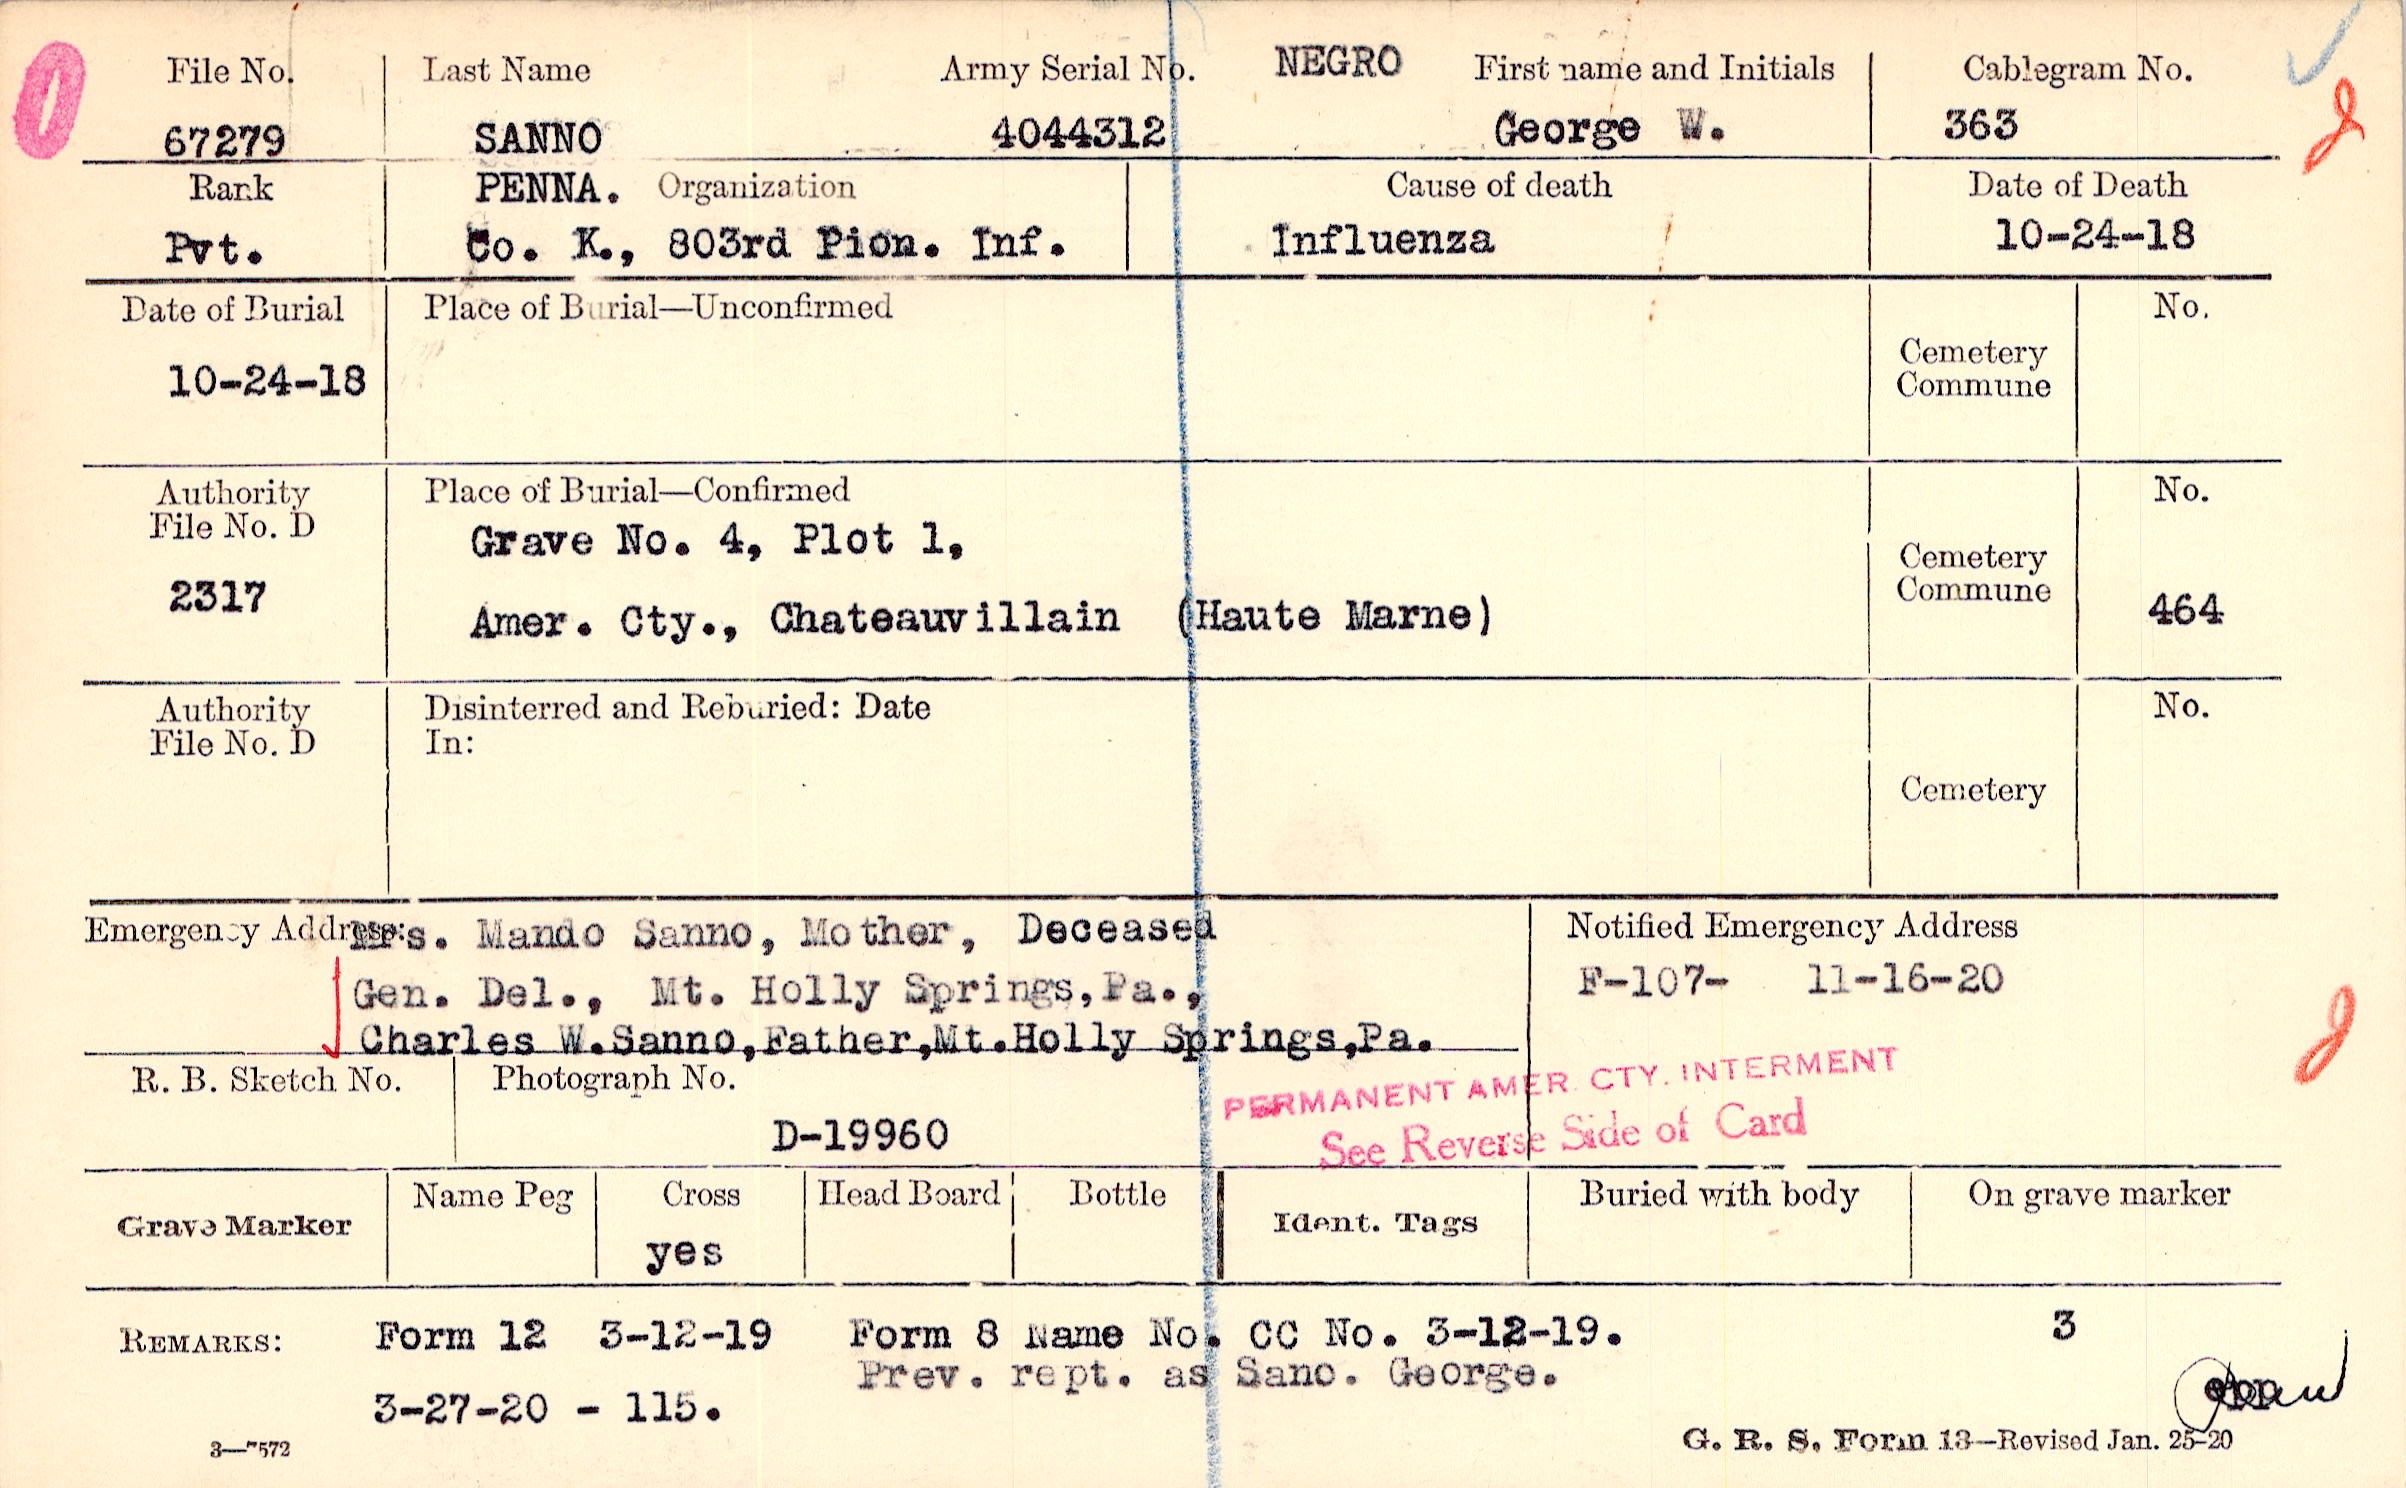 File No. Last Name Army Serial No. NEGRO First name and Initials Cablegram No.
67279 SANNO 4044312 George W. 363
Rank PENNA. Organization Cause of death Date of Death
Pvt. Co. K., 803rd Pion. Inf. Influenza 10-24-18
Date of Burial Place of Burial—Unconfirmed No.
Cemetery
Commune
10-24-18
Authority Place of Burial—Confirmed No.
File No. D
Grave No. 4, Plot 1,
Cemetery
Commune
2317 464
Amer. Cty., Chateauvillain (Haute Marne)
Authority Disinterred and Reburied: Date No.
File No. D In:
Cemetery
Emergency Address: Mrs. Mando Sanno, Mother, Deceased Notified Emergency Address
Gen. Del., Mt. Holly Springs, Pa., F-107- 11-16-20
Charles W. Sanno, Father, Mt. Holly Springs, Pa.
R. B. Sketch No. Photograph No. PERMANENT AMER. CTY. INTERMENT
D-19960 See Reverse Side of Card
Grave Marker Name Peg Cross Head Board Bottle Ident. Tags Buried with body On grave marker
yes
REMARKS: Form 12 3-12-19 Form 8 Name No. CC No. 3-12-19. 3
Prev. rept. as Sano. George.
3-27-20 - 115.
3—7572 G. R. S. Form 13—Revised Jan. 25-20